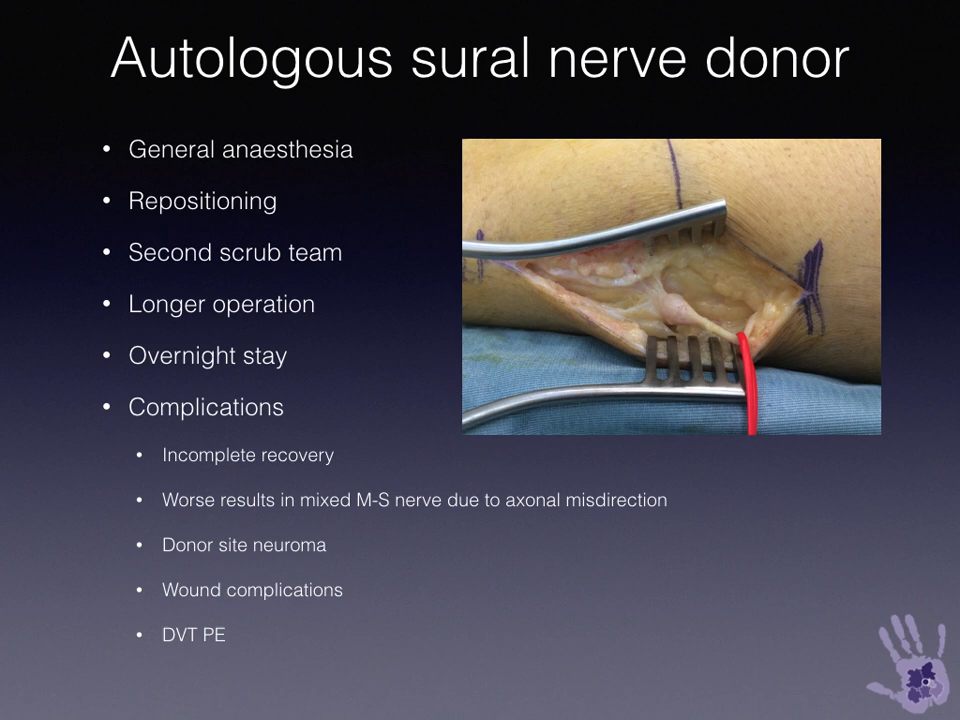 Autologous sural nerve donor
• General anaesthesia
• Repositioning
• Second scrub team
• Longer operation
• Overnight stay
• Complications
• Incomplete recovery
• Worse results in mixed M-S nerve due to axonal misdirection
• Donor site neuroma
• Wound complications
• DVT PE